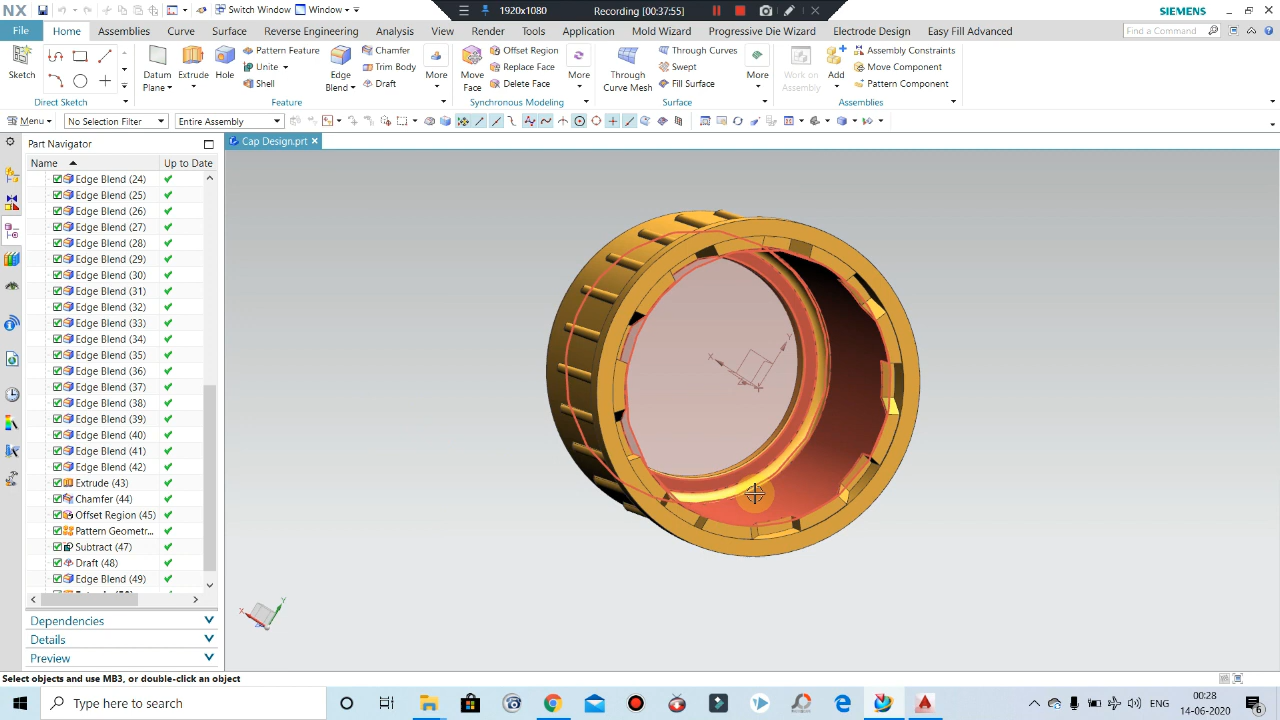 NX
Switch Window
Window
1920x1080
Recording [00:37:55]
SIEMENS
File
Home
Assemblies
Curve
Surface
Reverse Engineering
Analysis
View
Render
Tools
Application
Mold Wizard
Progressive Die Wizard
Electrode Design
Easy Fill Advanced
Find a Command
Sketch
Direct Sketch
Datum
Plane
Extrude
Hole
Pattern Feature
Unite
Shell
Edge
Blend
Chamfer
Trim Body
Draft
More
Feature
Move
Face
Offset Region
Replace Face
Delete Face
More
Synchronous Modeling
Through
Curve Mesh
Through Curves
Swept
Fill Surface
More
Surface
Work on
Assembly
Add
Assembly Constraints
Move Component
Pattern Component
Assemblies
Menu
No Selection Filter
Entire Assembly
Part Navigator
Cap Design.prt
Name
Up to Date
Edge Blend (24)
Edge Blend (25)
Edge Blend (26)
Edge Blend (27)
Edge Blend (28)
Edge Blend (29)
Edge Blend (30)
Edge Blend (31)
Edge Blend (32)
Edge Blend (33)
Edge Blend (34)
Edge Blend (35)
Edge Blend (36)
Edge Blend (37)
Edge Blend (38)
Edge Blend (39)
Edge Blend (40)
Edge Blend (41)
Edge Blend (42)
Extrude (43)
Chamfer (44)
Offset Region (45)
Pattern Geometr...
Subtract (47)
Draft (48)
Edge Blend (49)
Dependencies
Details
Preview
X
Y
X
Y
Select objects and use MB3, or double-click an object
Type here to search
ENG
00:28
14-06-2020
6